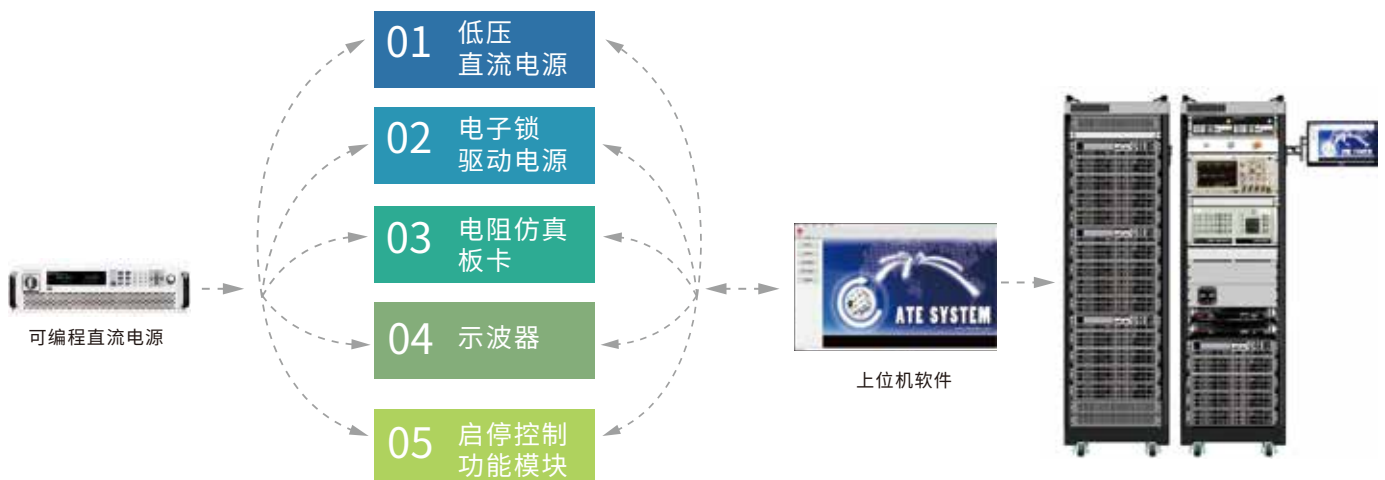 01 低压
直流电源
02 电子锁
驱动电源
03 电阻仿真
板卡
04 示波器
05 启停控制
功能模块
可编程直流电源
ATE SYSTEM
上位机软件